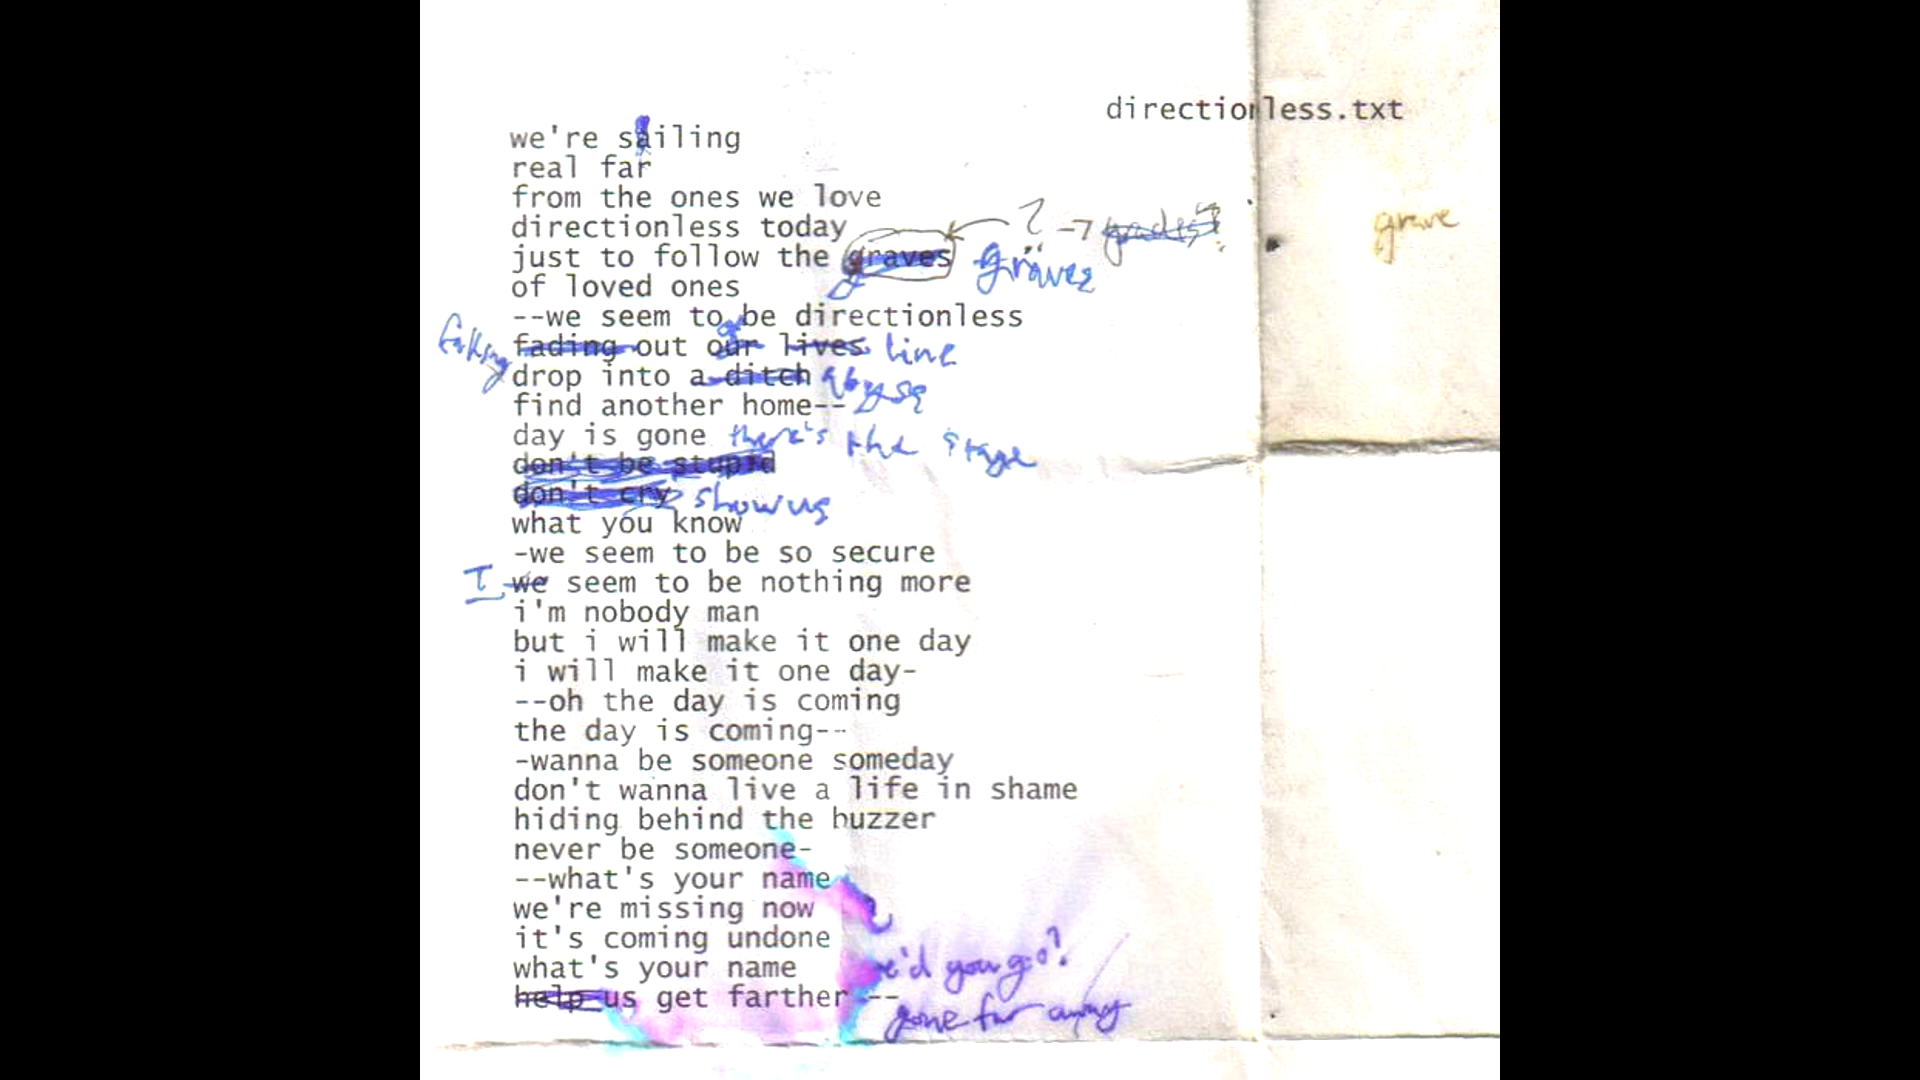 directionless.txt
we're sailing
real far
from the ones we love
directionless today
just to follow the graves graves grave
of loved ones
--we seem to be directionless
falling fading out our of lives line
drop into a ditch abyss
find another home--
day is gone there's the stage
don't be stupid
don't cry show us
what you know
-we seem to be so secure
I we seem to be nothing more
i'm nobody man
but i will make it one day
i will make it one day-
--oh the day is coming
the day is coming--
-wanna be someone someday
don't wanna live a life in shame
hiding behind the buzzer
never be someone-
--what's your name
we're missing now
it's coming undone
what's your name 're'd you go?
help us get farther -- gone far away